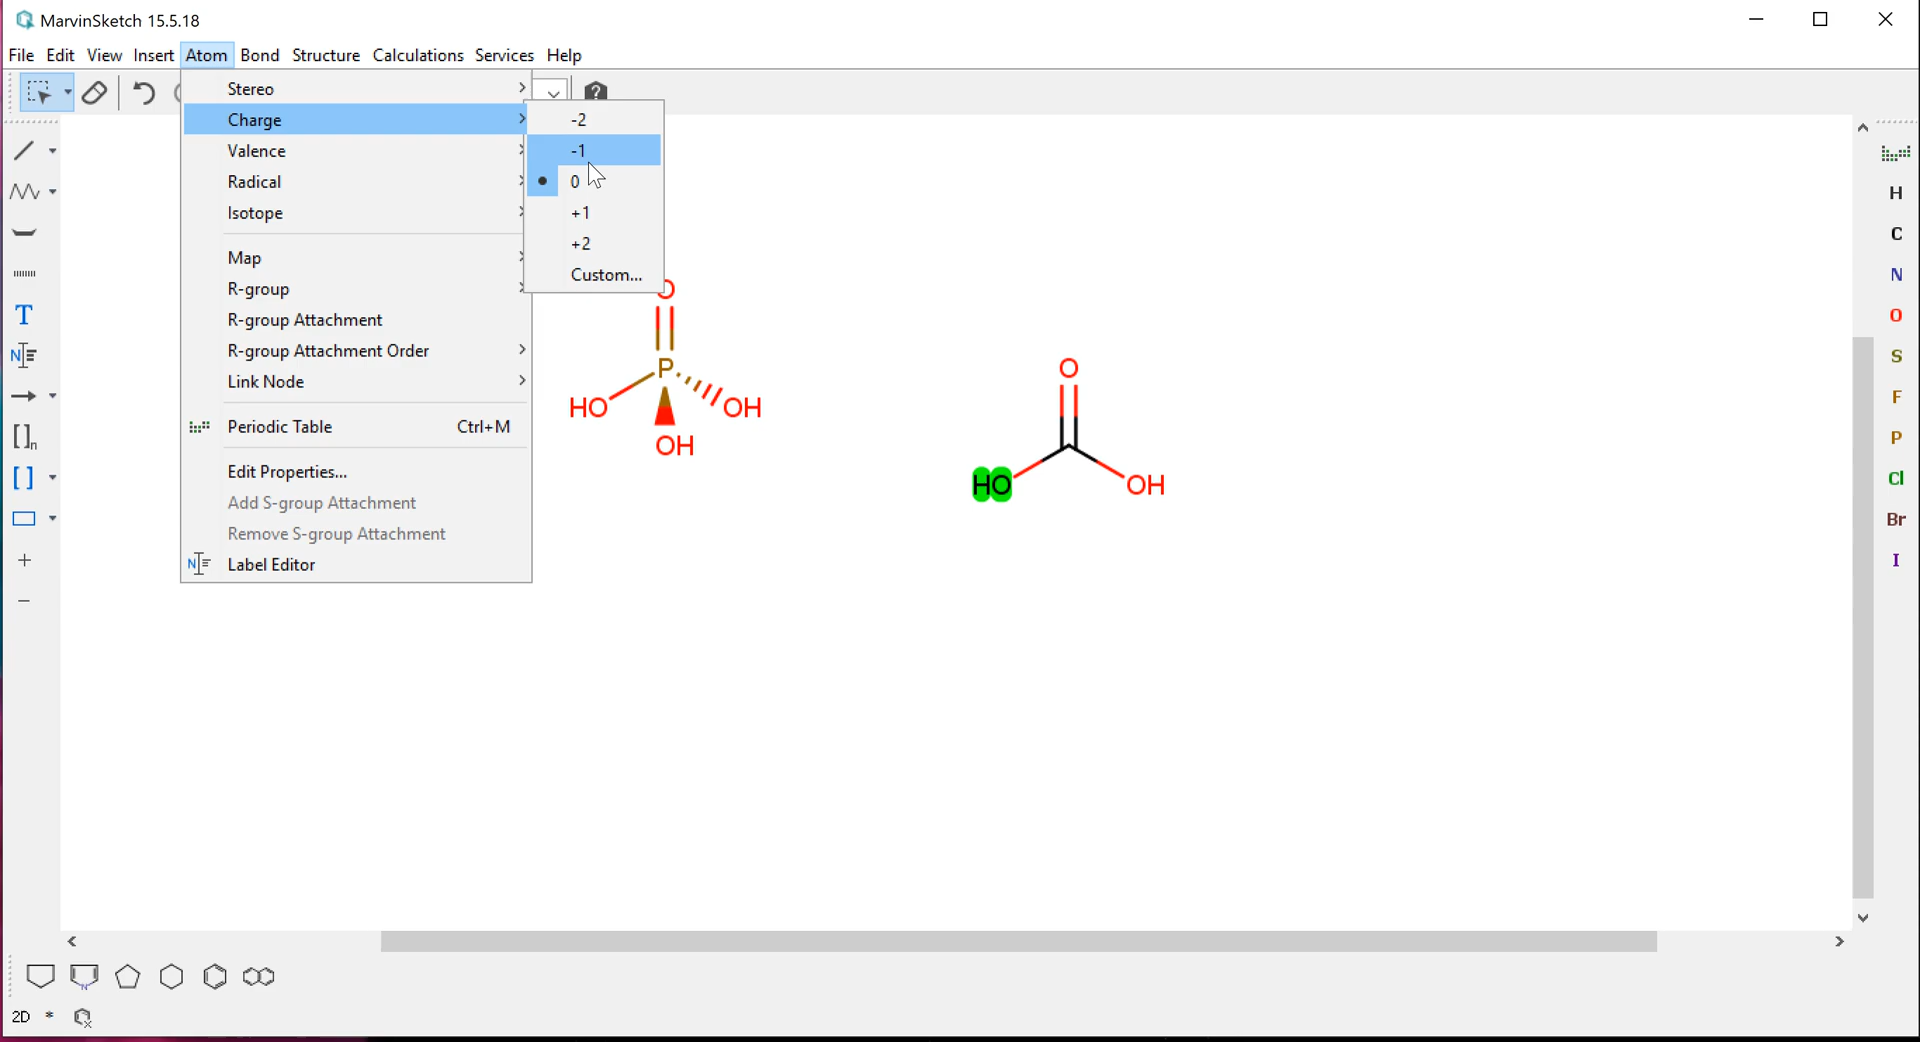 MarvinSketch 15.5.18
File Edit View Insert Atom Bond Structure Calculations Services Help
Stereo
Charge
Valence
Radical
Isotope
Map
R-group
R-group Attachment
R-group Attachment Order
Link Node
Periodic Table Ctrl+M
Edit Properties...
Add S-group Attachment
Remove S-group Attachment
Label Editor
-2
-1
0
+1
+2
Custom...
T
N
[ ]n
[ ]
+
−
O
P
HO
OH
OH
O
HO
OH
H
C
N
O
S
F
P
Cl
Br
I
N
2D *